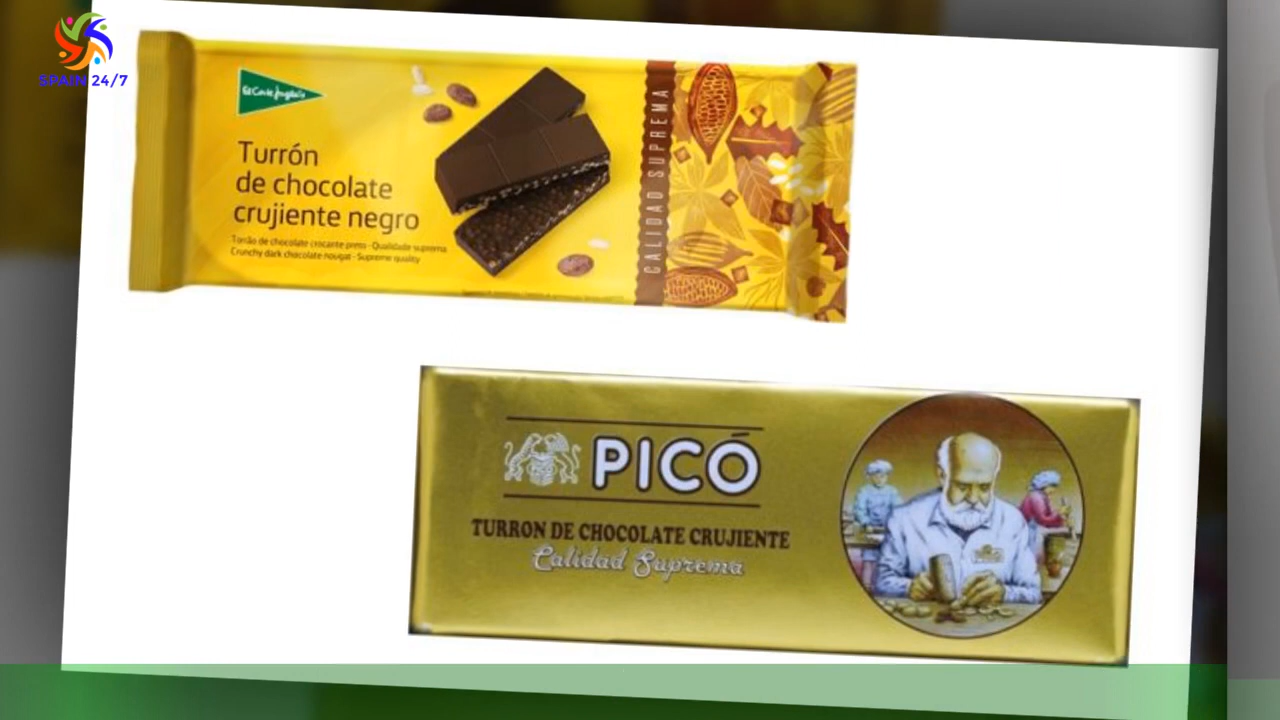 SPAIN 24/7
El Corte Inglés
Turrón
de chocolate
crujiente negro
Torrão de chocolate crocante preto - Qualidade suprema
Crunchy dark chocolate nougat - Supreme quality
CALIDAD SUPREMA
PICÓ
TURRON DE CHOCOLATE CRUJIENTE
Calidad Suprema